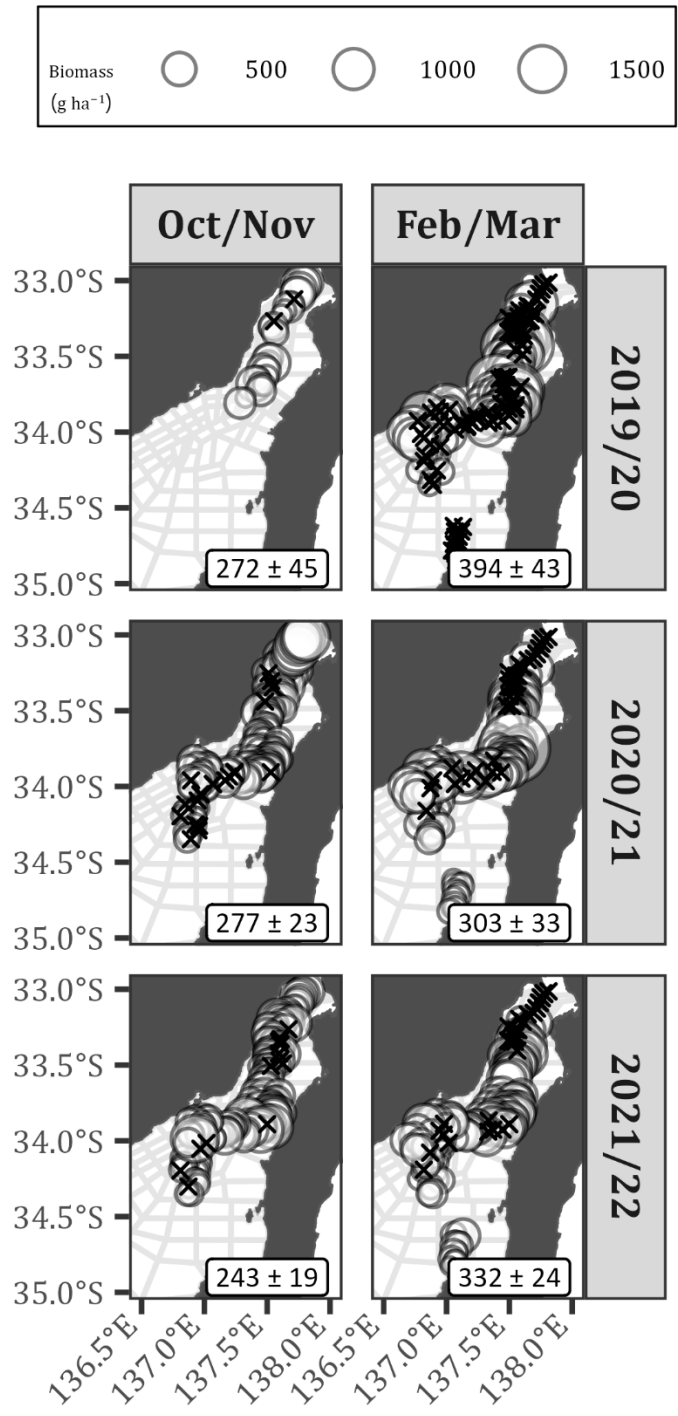 Biomass 500 1000 1500
(g ha⁻¹)
Oct/Nov Feb/Mar
33.0°S
33.5°S
34.0°S
34.5°S
35.0°S
272 ± 45 394 ± 43
2019/20
33.0°S
33.5°S
34.0°S
34.5°S
35.0°S
277 ± 23 303 ± 33
2020/21
33.0°S
33.5°S
34.0°S
34.5°S
35.0°S
243 ± 19 332 ± 24
2021/22
136.5°E 137.0°E 137.5°E 138.0°E 136.5°E 137.0°E 137.5°E 138.0°E